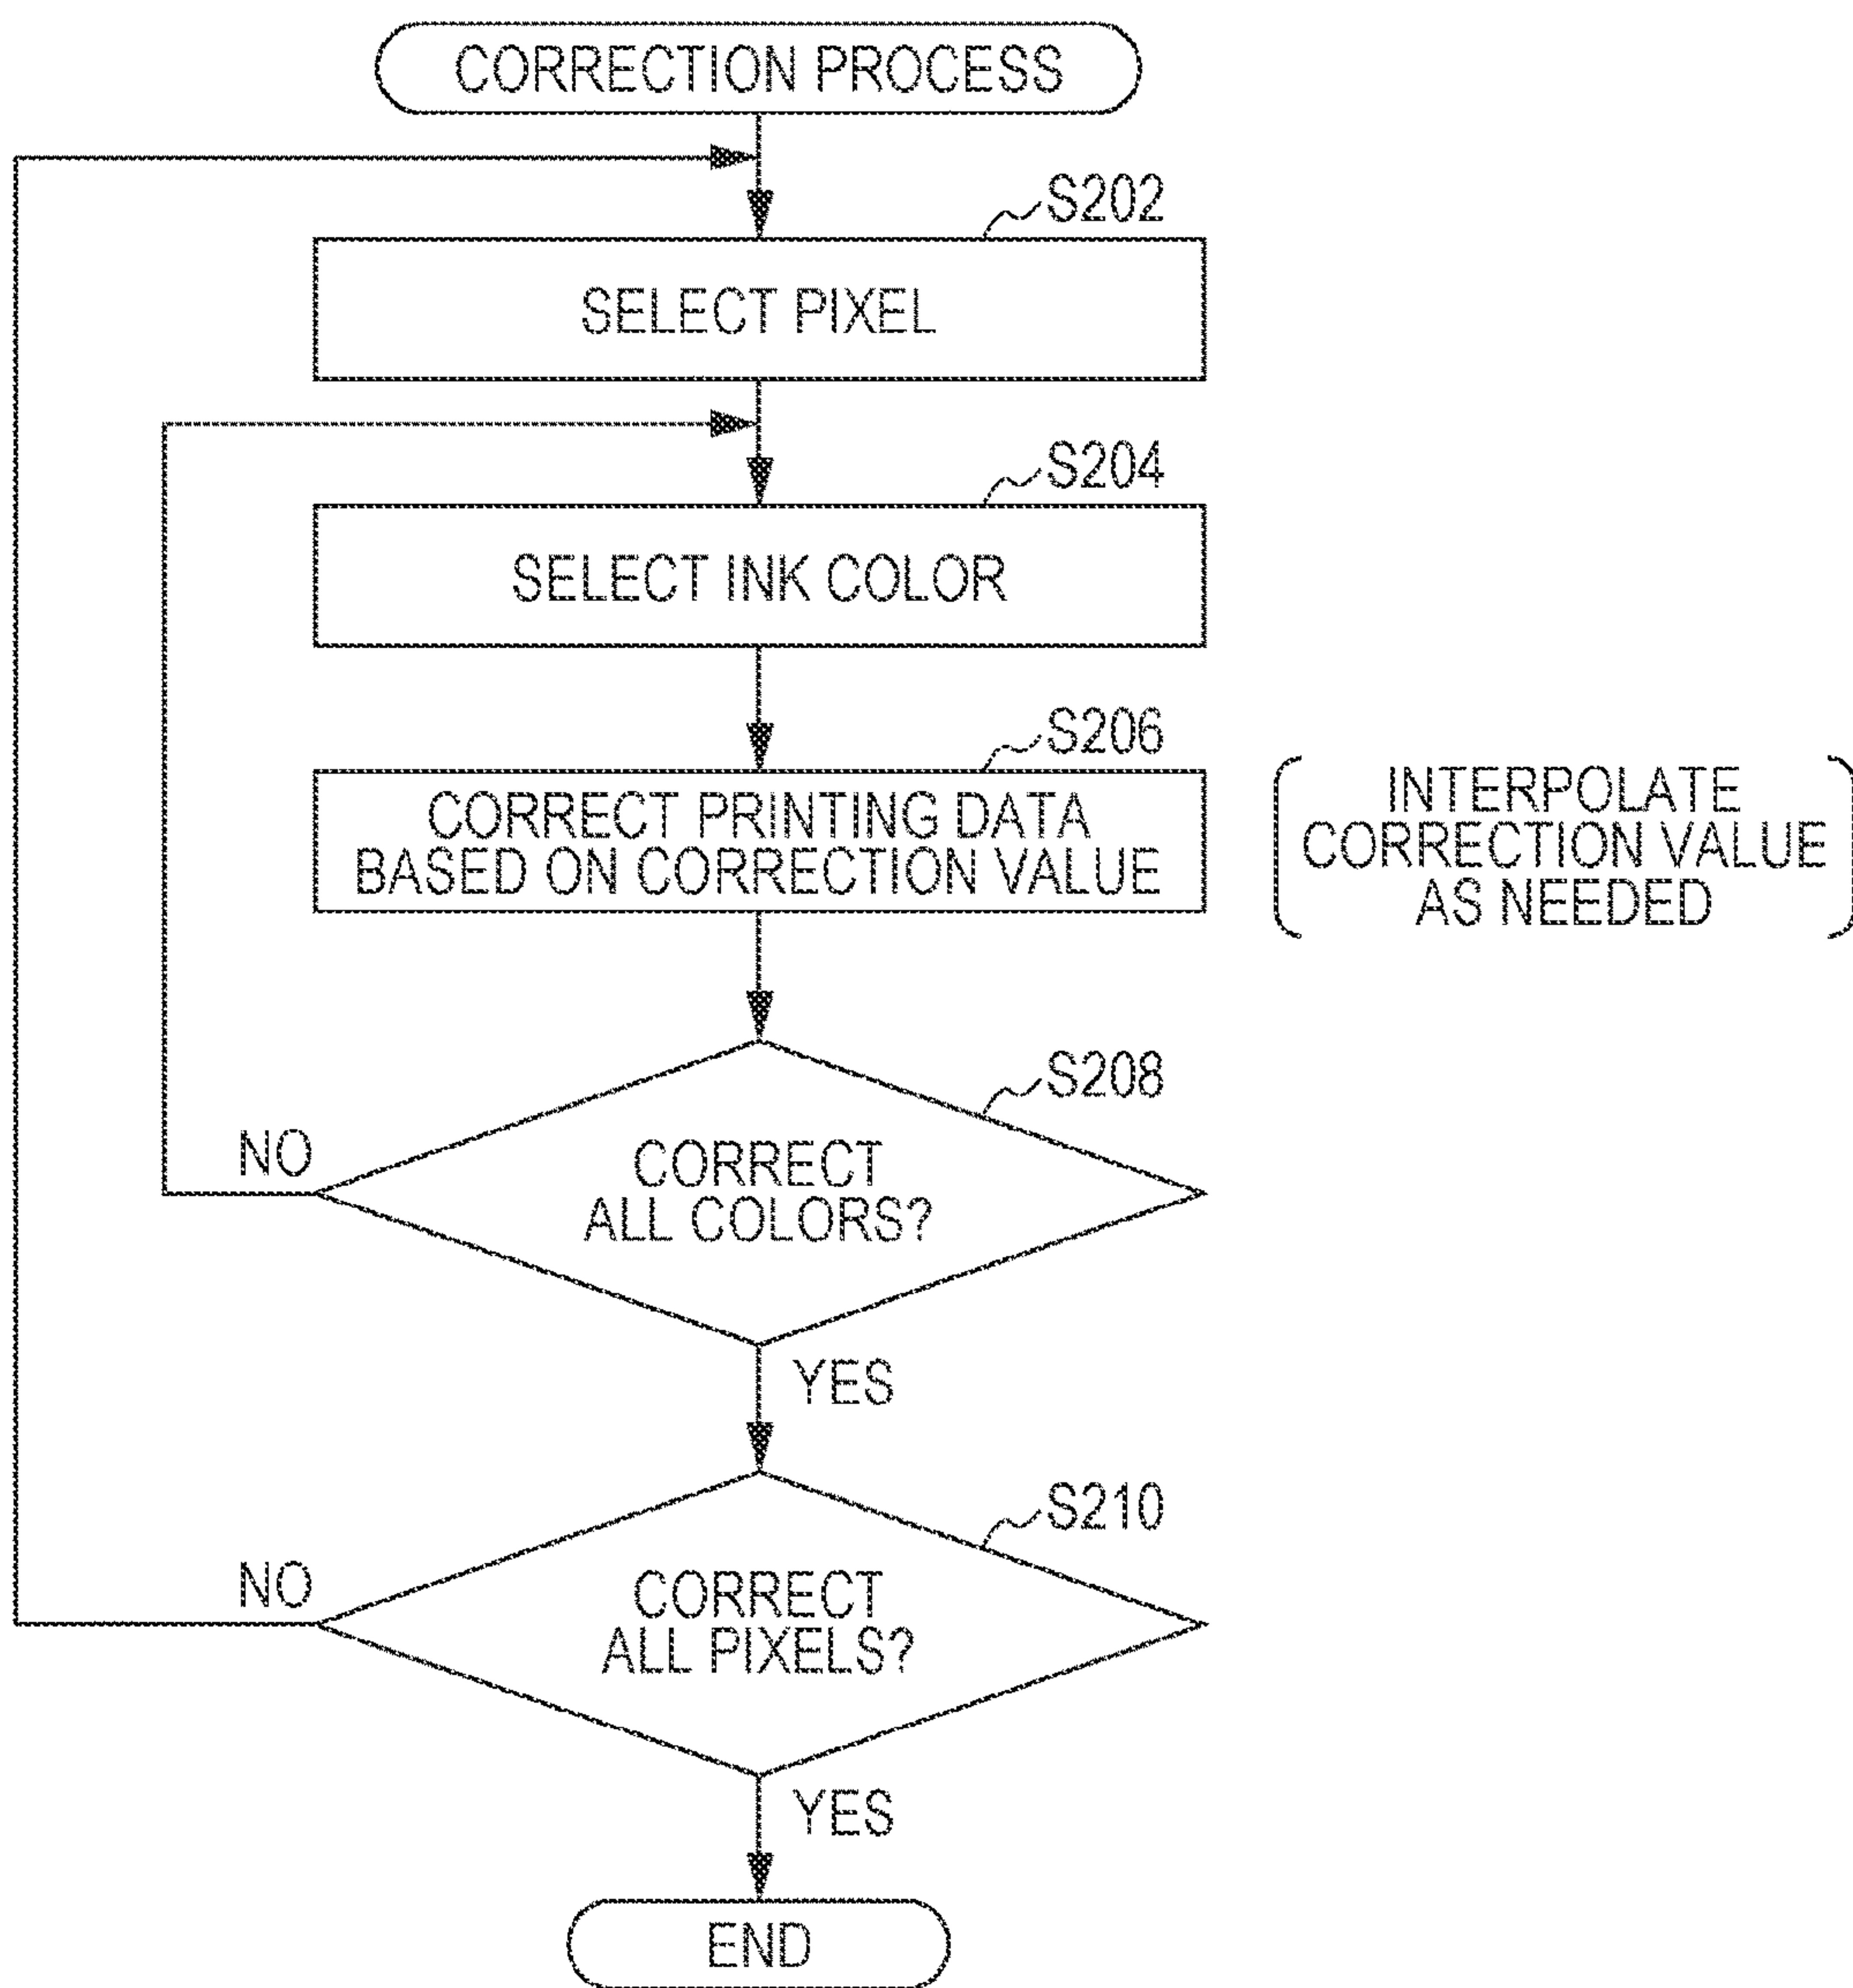 CORRECTION PROCESS
S202
SELECT PIXEL
S204
SELECT INK COLOR
S206
CORRECT PRINTING DATA
BASED ON CORRECTION VALUE
INTERPOLATE
CORRECTION VALUE
AS NEEDED
S208
NO
CORRECT
ALL COLORS?
YES
S210
NO
CORRECT
ALL PIXELS?
YES
END